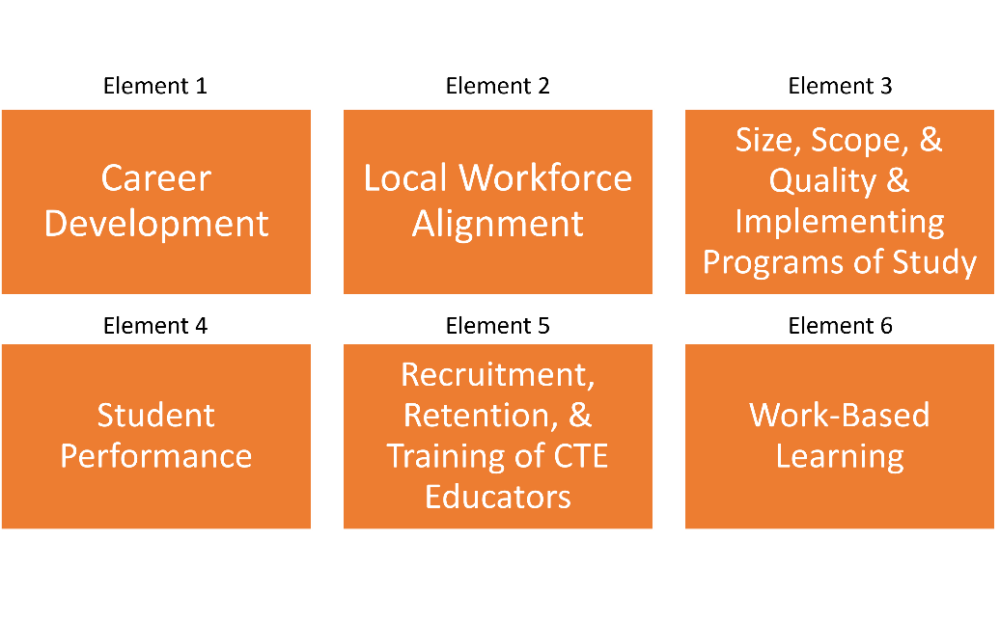 Element 1
Career
Development
Element 2
Local Workforce
Alignment
Element 3
Size, Scope, &
Quality &
Implementing
Programs of Study
Element 4
Student
Performance
Element 5
Recruitment,
Retention, &
Training of CTE
Educators
Element 6
Work-Based
Learning